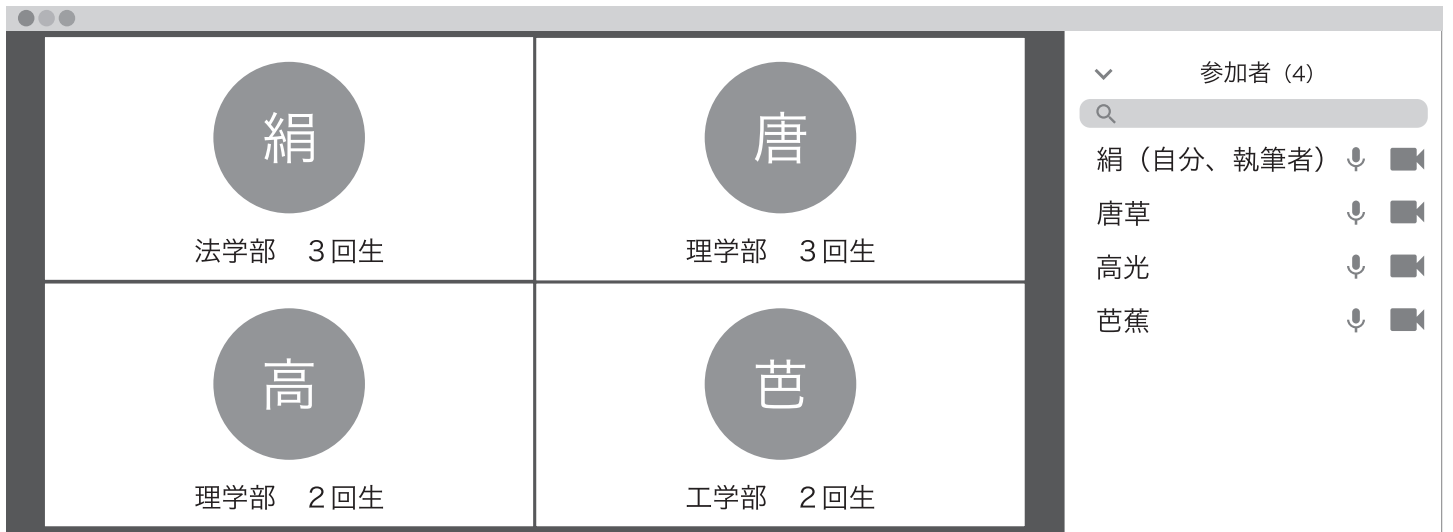 絹
法学部 3回生
唐
理学部 3回生
高
理学部 2回生
芭
工学部 2回生
参加者（4）
絹（自分、執筆者）
唐草
高光
芭蕉